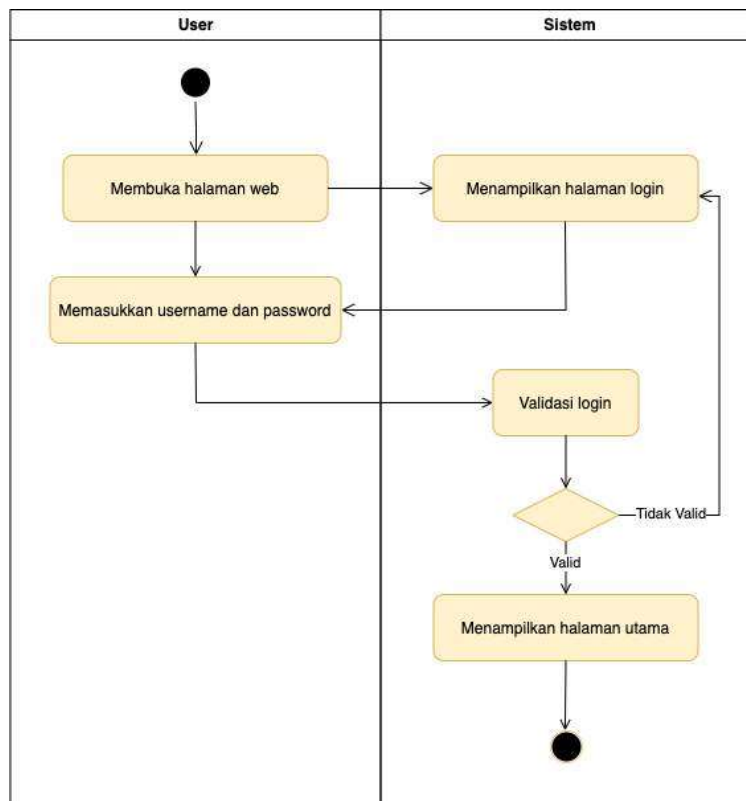 User
Sistem
Membuka halaman web
Menampilkan halaman login
Memasukkan username dan password
Validasi login
Tidak Valid
Valid
Menampilkan halaman utama